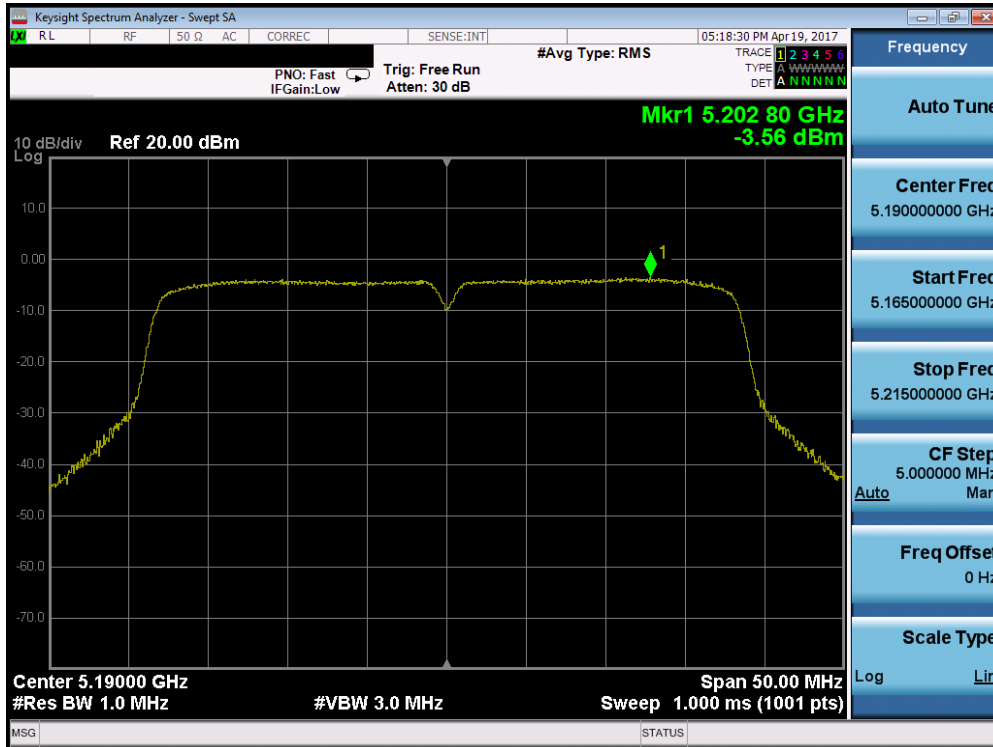 Keysight Spectrum Analyzer - Swept SA
LXI RL RF 50 Ω AC CORREC SENSE:INT 05:18:30 PM Apr 19, 2017
#Avg Type: RMS
TRACE 1 2 3 4 5 6
TYPE A WWWWW
DET A N N N N N
PNO: Fast
IFGain:Low
Trig: Free Run
Atten: 30 dB
Mkr1 5.202 80 GHz
-3.56 dBm
10 dB/div Ref 20.00 dBm
Log
10.0
0.00
-10.0
-20.0
-30.0
-40.0
-50.0
-60.0
-70.0
1
Center 5.19000 GHz Span 50.00 MHz
#Res BW 1.0 MHz #VBW 3.0 MHz Sweep 1.000 ms (1001 pts)
MSG STATUS
Frequency
Auto Tune
Center Freq
5.190000000 GHz
Start Freq
5.165000000 GHz
Stop Freq
5.215000000 GHz
CF Step
5.000000 MHz
Auto Man
Freq Offset
0 Hz
Scale Type
Log Lin